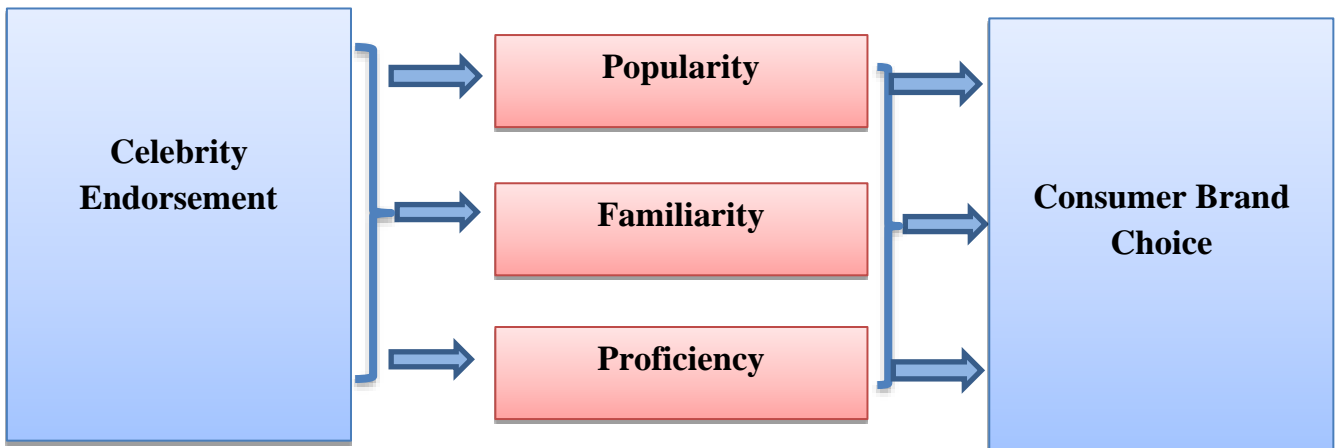 Celebrity
Endorsement
Popularity
Familiarity
Proficiency
Consumer Brand
Choice